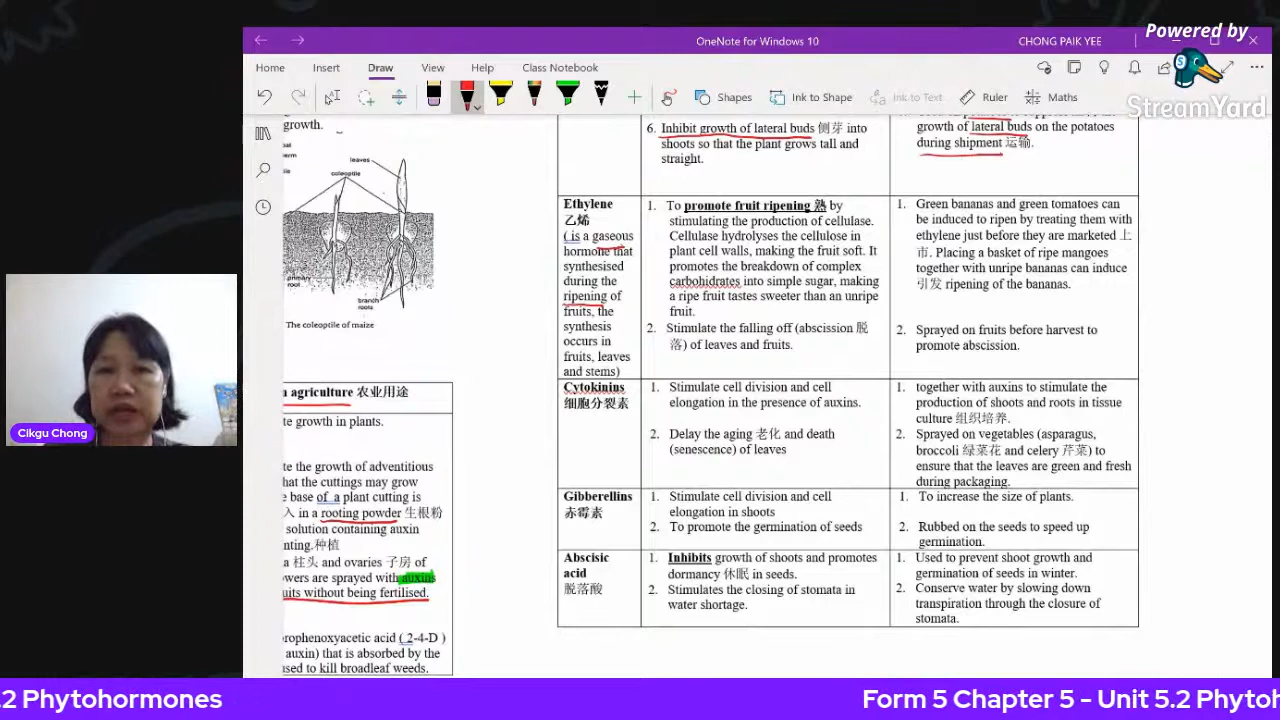 Powered by
StreamYard
OneNote for Windows 10
CHONG PAIK YEE
Home
Insert
Draw
View
Help
Class Notebook
Shapes
Ink to Shape
Ink to Text
Ruler
Maths
growth.
leaves
coleoptile
primary
root
branch
roots
The coleoptile of maize
agriculture 农业用途
te growth in plants.
te the growth of adventitious
hat the cuttings may grow
e base of a plant cutting is
入 in a rooting powder 生根粉
solution containing auxin
nting.种植
a 柱头 and ovaries 子房 of
owers are sprayed with auxins
uits without being fertilised.
orophenoxyacetic acid ( 2-4-D )
auxin) that is absorbed by the
used to kill broadleaf weeds.
6. Inhibit growth of lateral buds 侧芽 into
shoots so that the plant grows tall and
straight.
growth of lateral buds on the potatoes
during shipment 运输.
Ethylene
乙烯
( is a gaseous
hormone that
synthesised
during the
ripening of
fruits, the
synthesis
occurs in
fruits, leaves
and stems)
1. To promote fruit ripening 熟 by
stimulating the production of cellulase.
Cellulase hydrolyses the cellulose in
plant cell walls, making the fruit soft. It
promotes the breakdown of complex
carbohydrates into simple sugar, making
a ripe fruit tastes sweeter than an unripe
fruit.
2. Stimulate the falling off (abscission 脱
落) of leaves and fruits.
1. Green bananas and green tomatoes can
be induced to ripen by treating them with
ethylene just before they are marketed 上
市. Placing a basket of ripe mangoes
together with unripe bananas can induce
引发 ripening of the bananas.
2. Sprayed on fruits before harvest to
promote abscission.
Cytokinins
细胞分裂素
1. Stimulate cell division and cell
elongation in the presence of auxins.
2. Delay the aging 老化 and death
(senescence) of leaves
1. together with auxins to stimulate the
production of shoots and roots in tissue
culture 组织培养.
2. Sprayed on vegetables (asparagus,
broccoli 绿菜花 and celery 芹菜) to
ensure that the leaves are green and fresh
during packaging.
Gibberellins
赤霉素
1. Stimulate cell division and cell
elongation in shoots
2. To promote the germination of seeds
1. To increase the size of plants.
2. Rubbed on the seeds to speed up
germination.
Abscisic
acid
脱落酸
1. Inhibits growth of shoots and promotes
dormancy 休眠 in seeds.
2. Stimulates the closing of stomata in
water shortage.
1. Used to prevent shoot growth and
germination of seeds in winter.
2. Conserve water by slowing down
transpiration through the closure of
stomata.
Cikgu Chong
.2 Phytohormones
Form 5 Chapter 5 - Unit 5.2 Phytoh